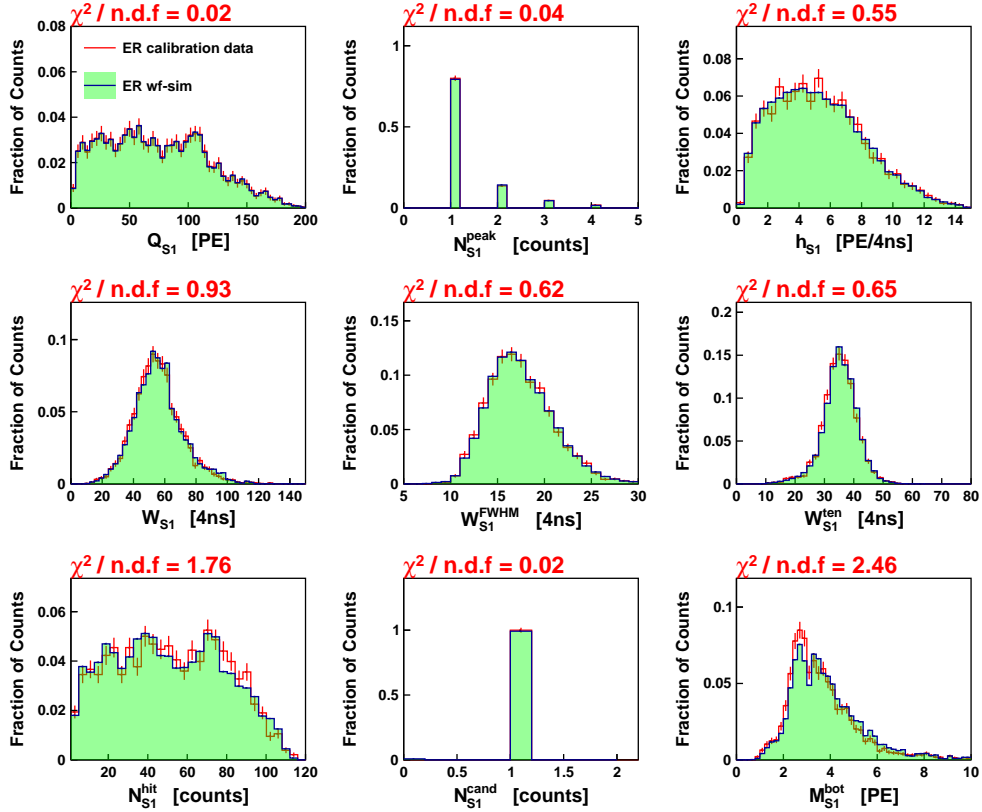 χ² / n.d.f = 0.02
Fraction of Counts
0.08
0.06
0.04
0.02
0
ER calibration data
ER wf-sim
0 50 100 150 200
Q_S1 [PE]
χ² / n.d.f = 0.04
Fraction of Counts
1
0.5
0
0 1 2 3 4 5
N_S1^peak [counts]
χ² / n.d.f = 0.55
Fraction of Counts
0.08
0.06
0.04
0.02
0
0 2 4 6 8 10 12 14
h_S1 [PE/4ns]
χ² / n.d.f = 0.93
Fraction of Counts
0.1
0.05
0
0 20 40 60 80 100 120 140
W_S1 [4ns]
χ² / n.d.f = 0.62
Fraction of Counts
0.15
0.1
0.05
0
5 10 15 20 25 30
W_S1^FWHM [4ns]
χ² / n.d.f = 0.65
Fraction of Counts
0.2
0.15
0.1
0.05
0
0 10 20 30 40 50 60 70 80
W_S1^ten [4ns]
χ² / n.d.f = 1.76
Fraction of Counts
0.06
0.04
0.02
0
20 40 60 80 100 120
N_S1^hit [counts]
χ² / n.d.f = 0.02
Fraction of Counts
1
0.5
0
0 0.5 1 1.5 2
N_S1^cand [counts]
χ² / n.d.f = 2.46
Fraction of Counts
0.1
0.05
0
0 2 4 6 8 10
M_S1^bot [PE]